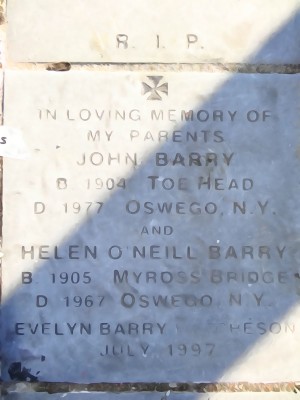 R. I. P.
IN LOVING MEMORY OF
MY PARENTS
JOHN BARRY
B 1904 TOE HEAD
D 1977 OSWEGO, N.Y.
AND
HELEN O'NEILL BARRY
B 1905 MYROSS BRIDGE
D 1967 OSWEGO, N.Y.
EVELYN BARRY
JULY 1997